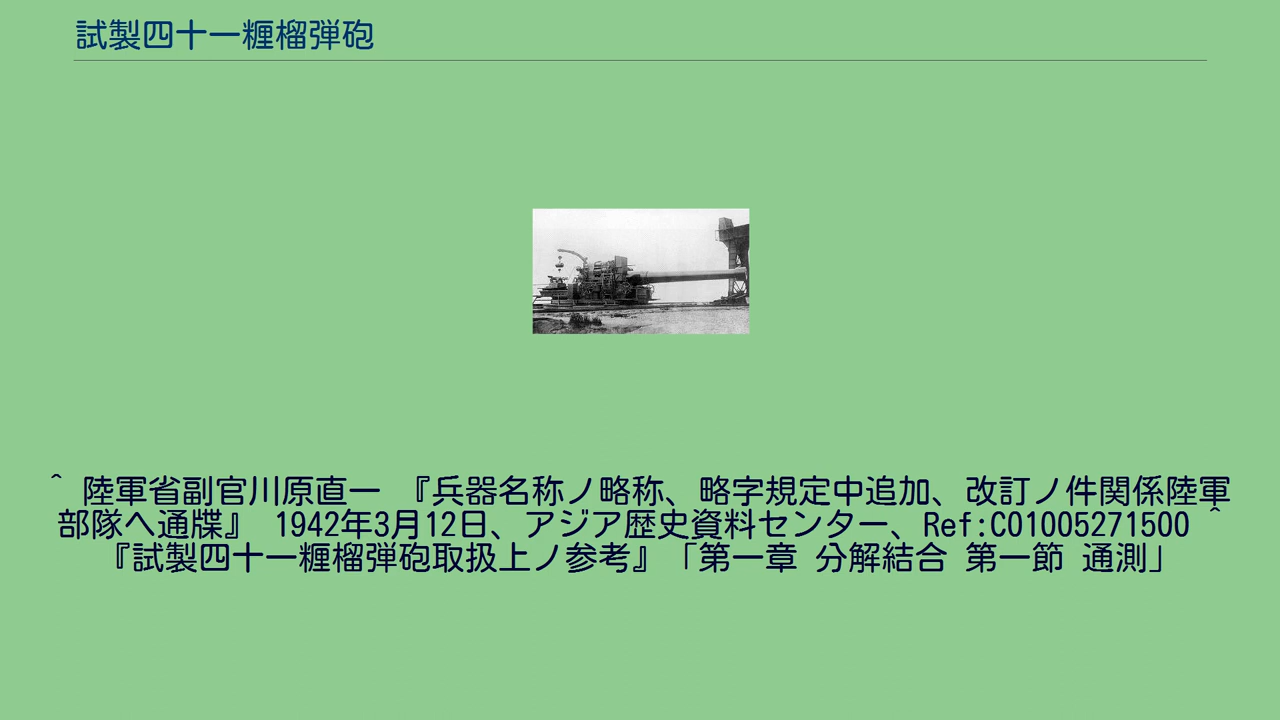 試製四十一糎榴弾砲
^ 陸軍省副官川原直一 『兵器名称ノ略称、略字規定中追加、改訂ノ件関係陸軍
部隊へ通牒』 1942年3月12日、アジア歴史資料センター、Ref:C01005271500 ^
『試製四十一糎榴弾砲取扱上ノ参考』「第一章 分解結合 第一節 通測」